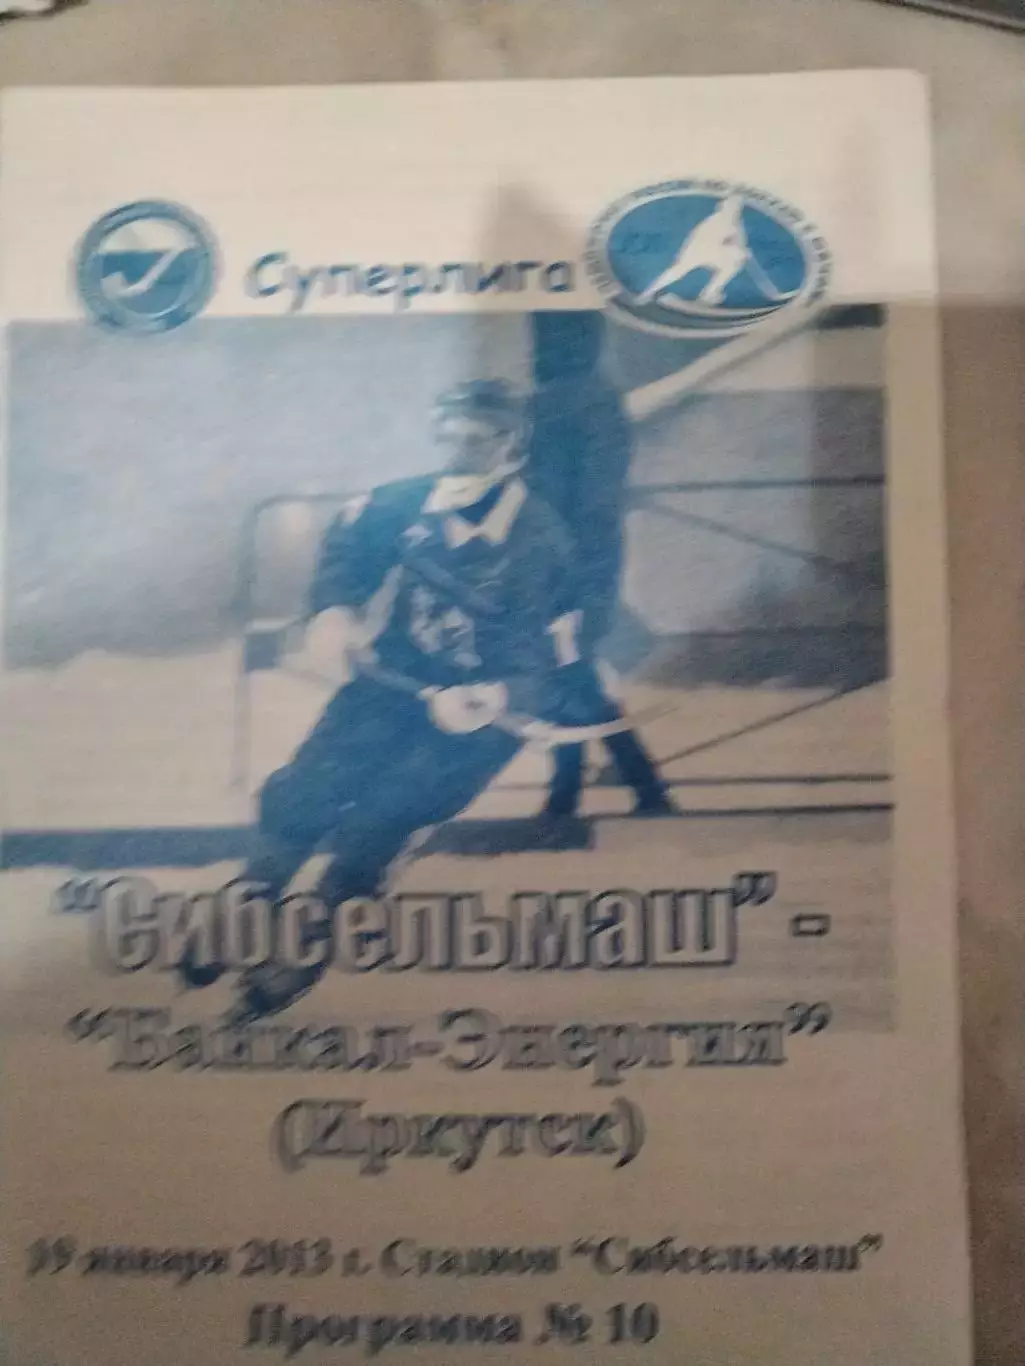 Суперлига
"Сибсельмаш" -
"Байкал-Энергия"
(Иркутск)
19 января 2013 г. Стадион "Сибсельмаш"
Программа № 10